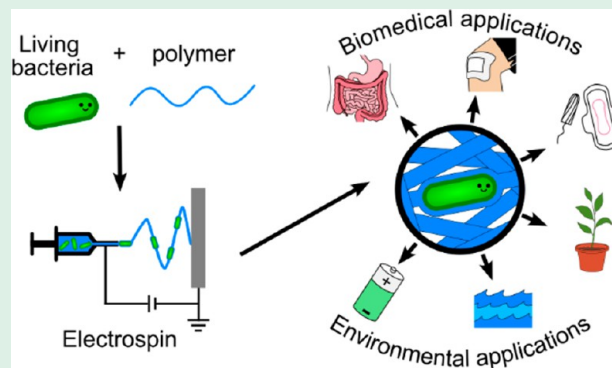 Living
bacteria
+
polymer
Electrospin
Biomedical applications
+
-
Environmental applications